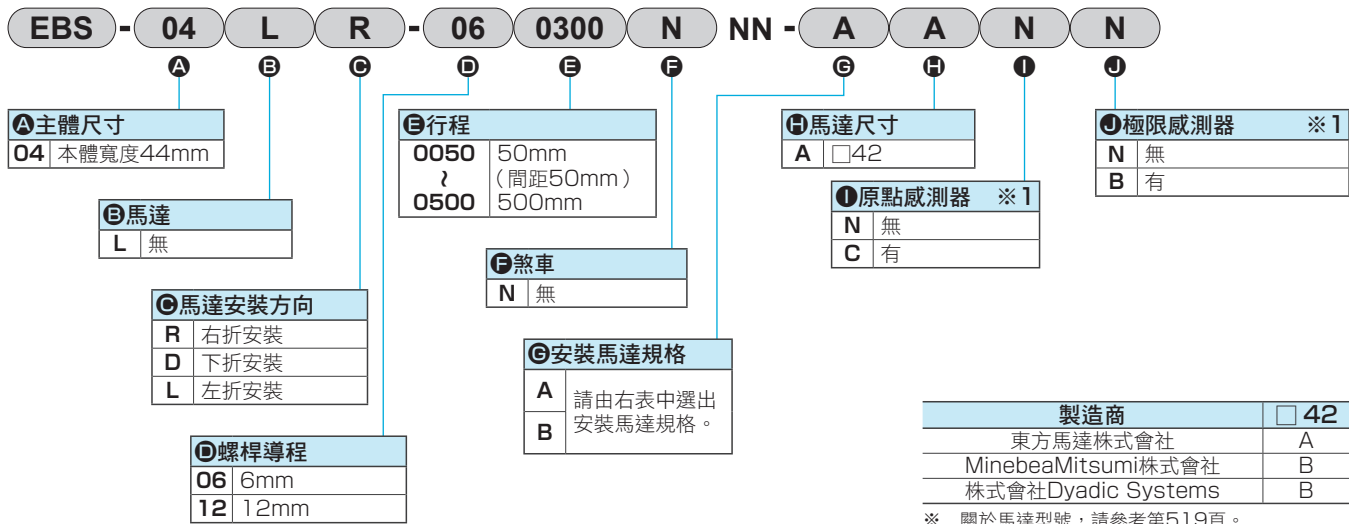 EBS - 04 L R - 06 0300 N NN - A A N N
A B C D E F G H I J
A主體尺寸
04 本體寬度44mm
B馬達
L 無
C馬達安裝方向
R 右折安裝
D 下折安裝
L 左折安裝
D螺桿導程
06 6mm
12 12mm
E行程
0050 50mm
~ (間距50mm)
0500 500mm
F煞車
N 無
G安裝馬達規格
A 請由右表中選出
B 安裝馬達規格。
H馬達尺寸
A □42
I原點感測器 ※1
N 無
C 有
J極限感測器 ※1
N 無
B 有
製造商 □42
東方馬達株式會社 A
MinebeaMitsumi株式會社 B
株式會社Dyadic Systems B
※ 關於馬達型號,請參考第519頁。